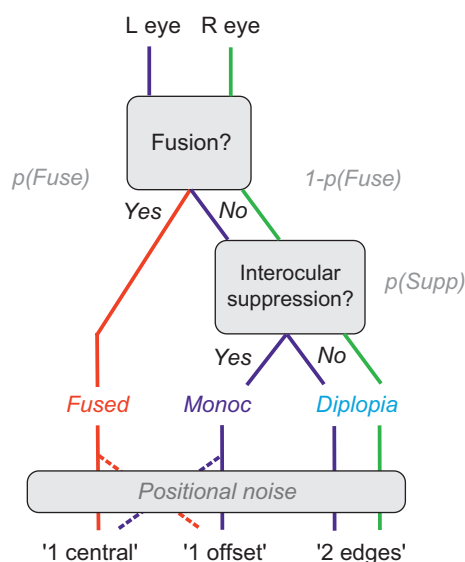 L eye R eye
Fusion?
p(Fuse) 1-p(Fuse)
Yes No
Interocular
suppression?
p(Supp)
Yes No
Fused Monoc Diplopia
Positional noise
'1 central' '1 offset' '2 edges'